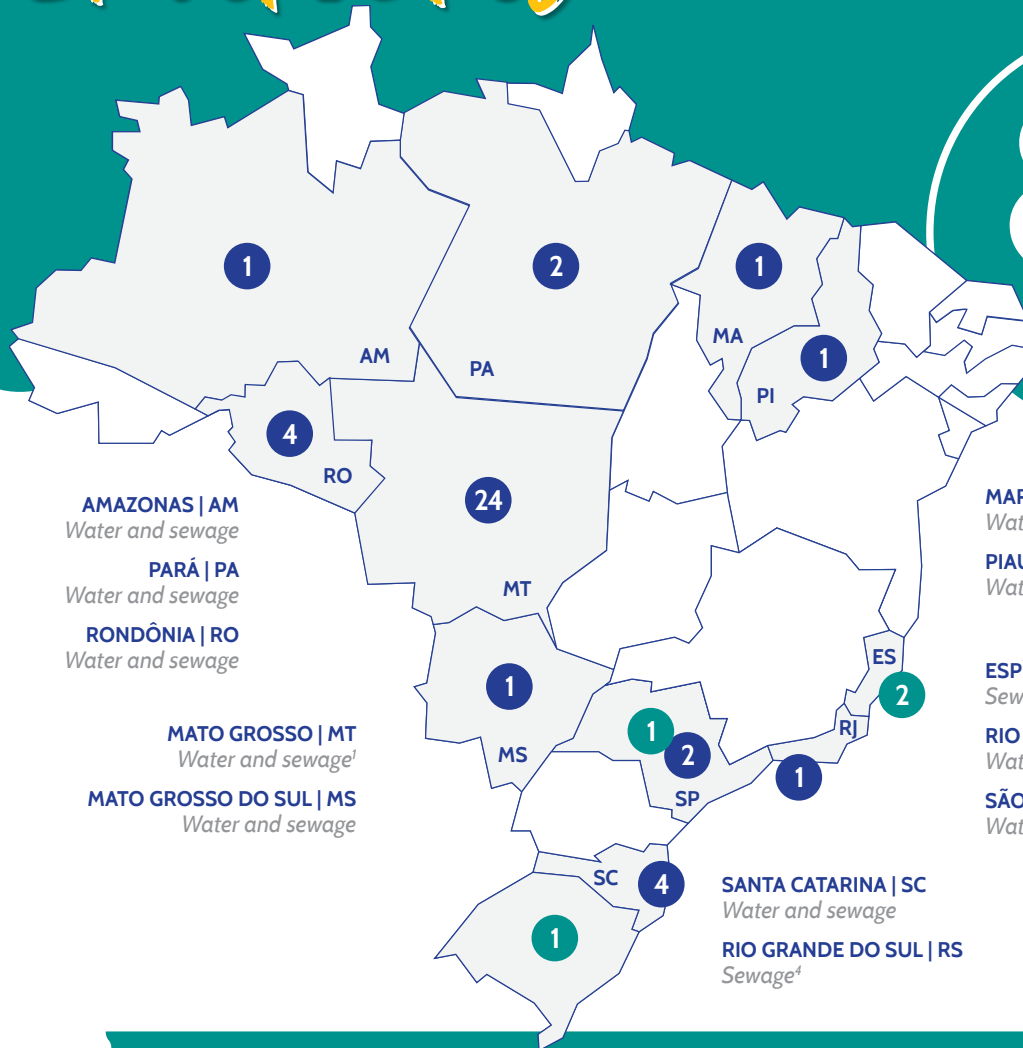 1
2
1
MA
1
AM
PA
PI
4
RO
24
AMAZONAS | AM
Water and sewage
PARÁ | PA
Water and sewage
RONDÔNIA | RO
Water and sewage
MT
ES
2
1
MS
1
2
SP
RJ
1
MATO GROSSO | MT
Water and sewage¹
MATO GROSSO DO SUL | MS
Water and sewage
ESP
RIO
SÃO
SC
4
1
SANTA CATARINA | SC
Water and sewage
RIO GRANDE DO SUL | RS
Sewage⁴